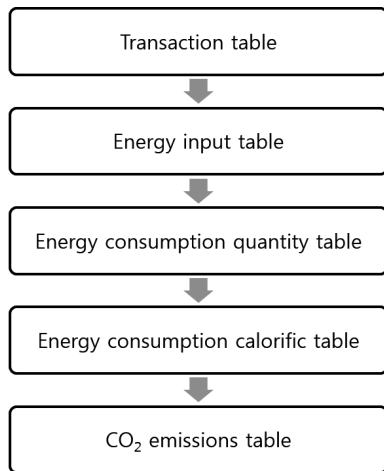 Transaction table
Energy input table
Energy consumption quantity table
Energy consumption calorific table
CO₂ emissions table